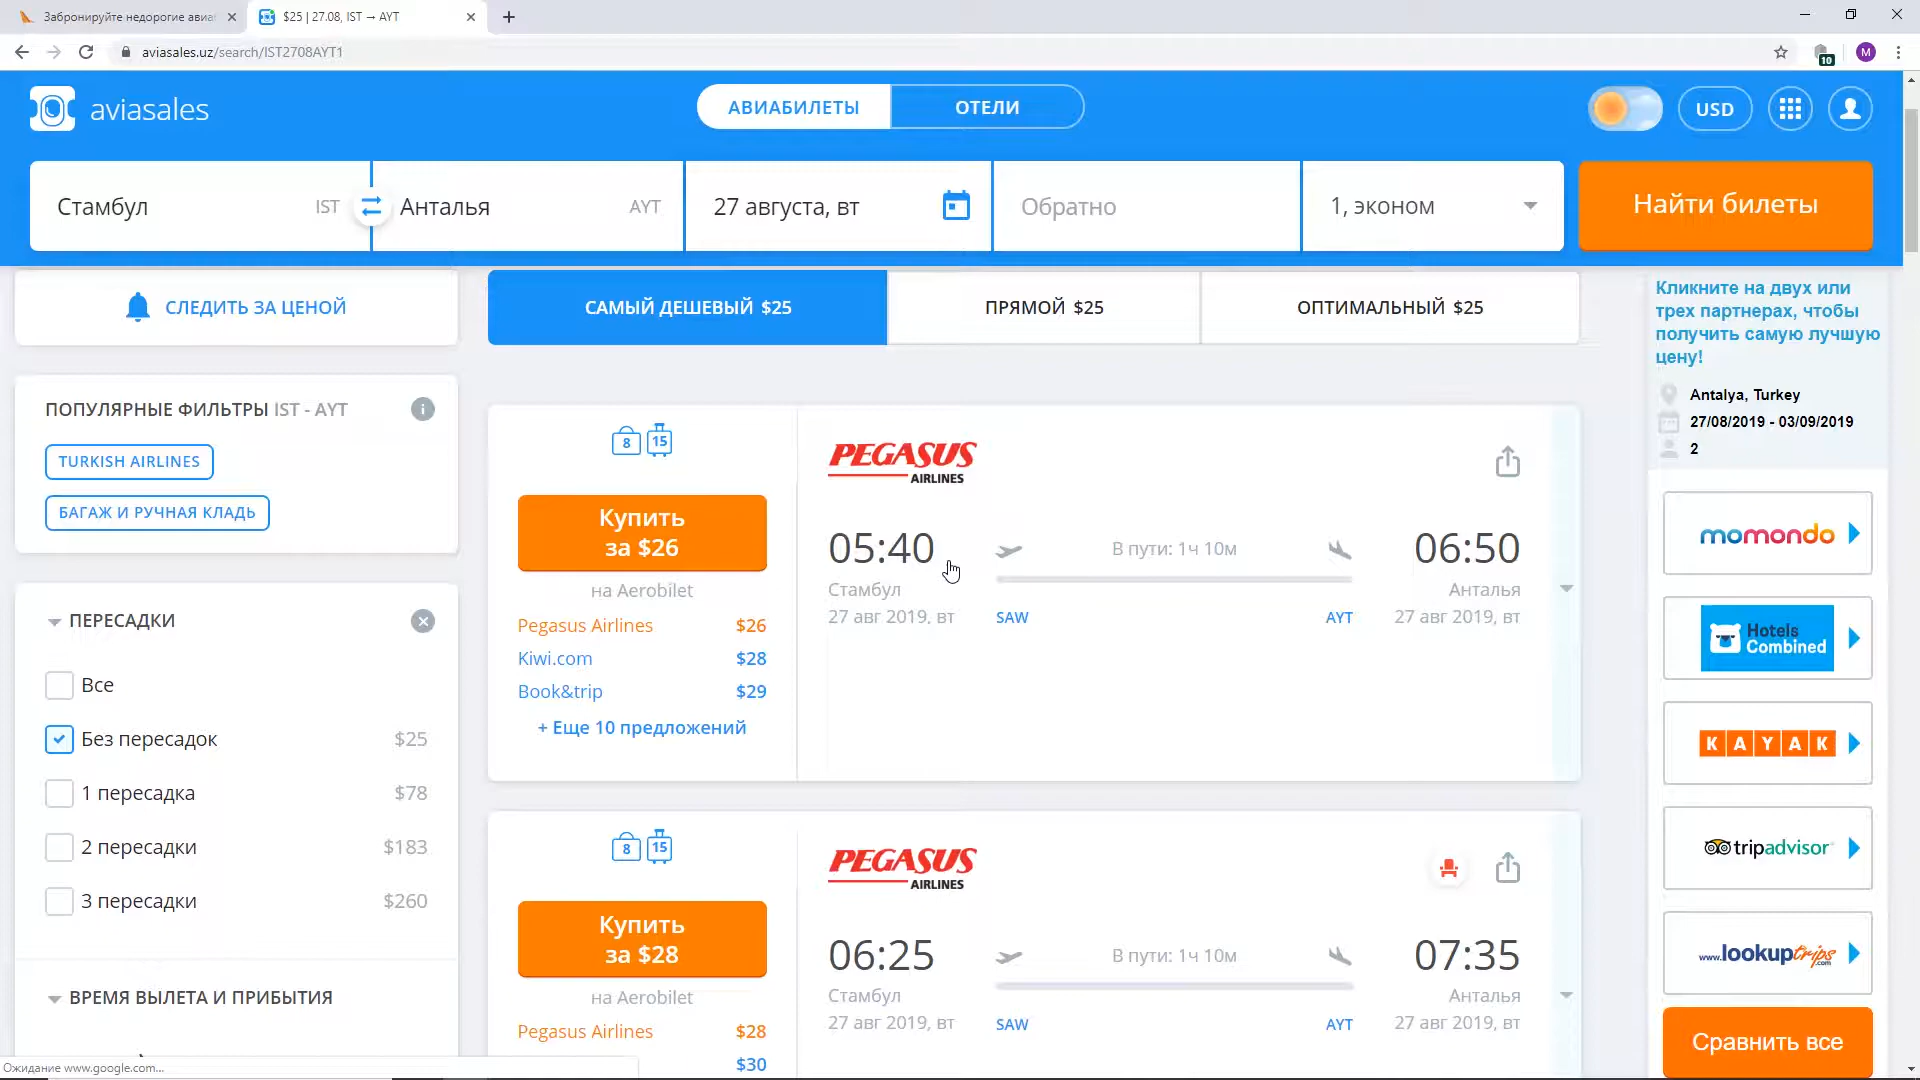 Забронируйте недорогие авиа
$25 | 27.08, IST → AYT
aviasales.uz/search/IST2708AYT1
10
M
aviasales
АВИАБИЛЕТЫ
ОТЕЛИ
USD
Стамбул
IST
Анталья
AYT
27 августа, вт
Обратно
1, эконом
Найти билеты
СЛЕДИТЬ ЗА ЦЕНОЙ
САМЫЙ ДЕШЕВЫЙ $25
ПРЯМОЙ $25
ОПТИМАЛЬНЫЙ $25
ПОПУЛЯРНЫЕ ФИЛЬТРЫ IST - AYT
TURKISH AIRLINES
БАГАЖ И РУЧНАЯ КЛАДЬ
ПЕРЕСАДКИ
Все
Без пересадок $25
1 пересадка $78
2 пересадки $183
3 пересадки $260
ВРЕМЯ ВЫЛЕТА И ПРИБЫТИЯ
Ожидание www.google.com...
8 15
Купить
за $26
на Aerobilet
Pegasus Airlines $26
Kiwi.com $28
Book&trip $29
+ Еще 10 предложений
PEGASUS
AIRLINES
05:40
В пути: 1ч 10м
06:50
Стамбул
Анталья
27 авг 2019, вт
SAW
AYT
27 авг 2019, вт
8 15
Купить
за $28
на Aerobilet
Pegasus Airlines $28
$30
PEGASUS
AIRLINES
06:25
В пути: 1ч 10м
07:35
Стамбул
Анталья
27 авг 2019, вт
SAW
AYT
27 авг 2019, вт
Кликните на двух или
трех партнерах, чтобы
получить самую лучшую
цену!
Antalya, Turkey
27/08/2019 - 03/09/2019
2
momondo
Hotels
Combined
KAYAK
tripadvisor
www.lookuptrips.com
Сравнить все